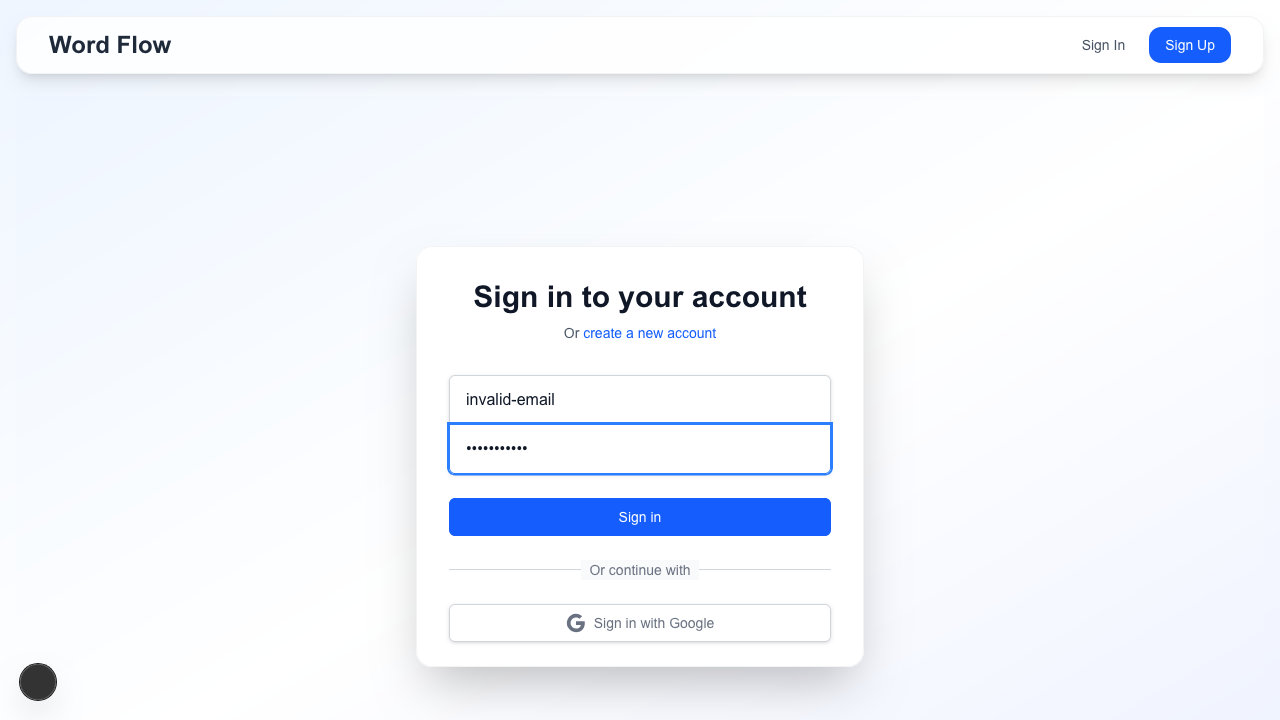 Word Flow
Sign In
Sign Up
Sign in to your account
Or create a new account
invalid-email
•••••••••••
Sign in
Or continue with
Sign in with Google